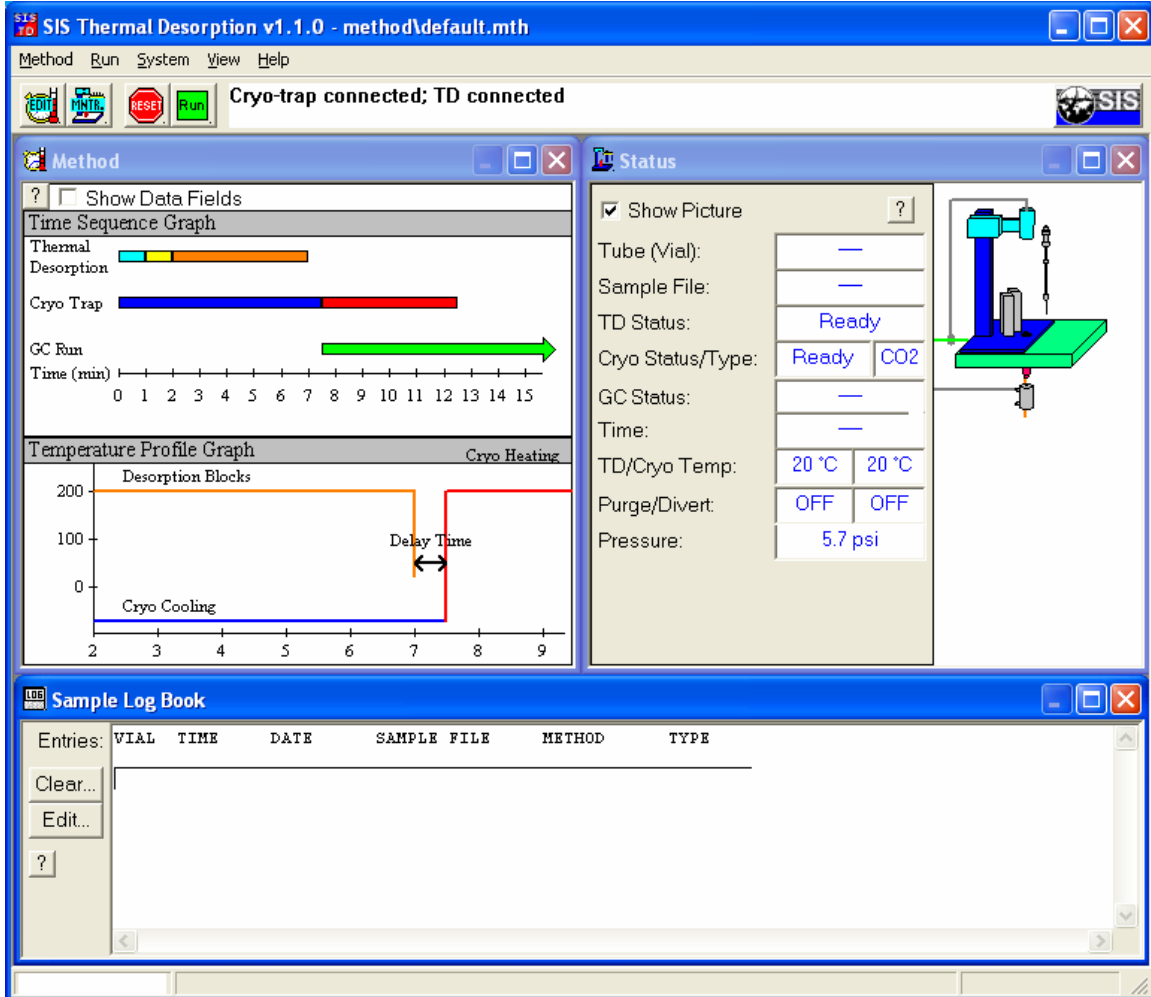 SIS Thermal Desorption v1.1.0 - method\default.mth
Method Run System View Help
EDIT MNTR. RESET Run Cryo-trap connected; TD connected SIS
Method
? Show Data Fields
Time Sequence Graph
Thermal
Desorption
Cryo Trap
GC Run
Time (min)
0 1 2 3 4 5 6 7 8 9 10 11 12 13 14 15
Temperature Profile Graph
Cryo Heating
Desorption Blocks
200
100
Delay Time
0
Cryo Cooling
2 3 4 5 6 7 8 9
Status
Show Picture ?
Tube (Vial): —
Sample File: —
TD Status: Ready
Cryo Status/Type: Ready CO2
GC Status: —
Time: —
TD/Cryo Temp: 20 °C 20 °C
Purge/Divert: OFF OFF
Pressure: 5.7 psi
LOG Sample Log Book
Entries: VIAL TIME DATE SAMPLE FILE METHOD TYPE
Clear...
Edit...
?